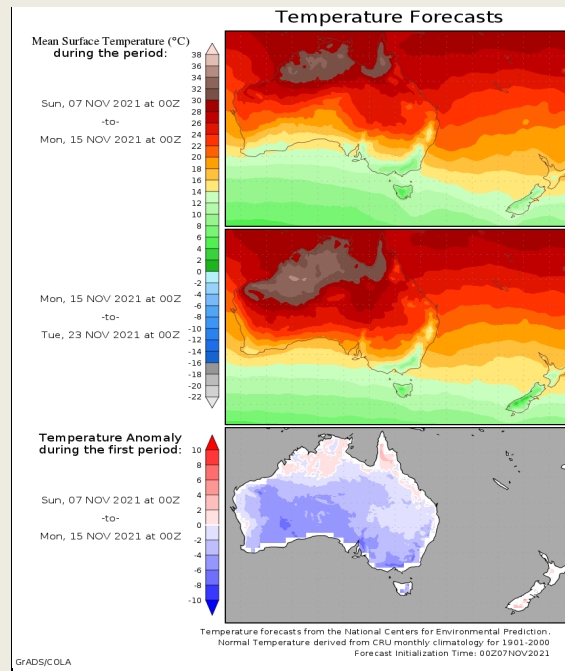 Temperature Forecasts
Mean Surface Temperature (°C)
during the period:
Sun, 07 NOV 2021 at 00Z
-to-
Mon, 15 NOV 2021 at 00Z
38
36
34
32
30
28
26
24
22
20
18
16
14
12
10
8
6
4
2
0
-2
-4
-6
-8
-10
-12
-14
-16
-18
-20
-22
Mon, 15 NOV 2021 at 00Z
-to-
Tue, 23 NOV 2021 at 00Z
Temperature Anomaly
during the first period:
Sun, 07 NOV 2021 at 00Z
-to-
Mon, 15 NOV 2021 at 00Z
10
8
6
4
2
0
-2
-4
-6
-8
-10
Temperature forecasts from the National Centers for Environmental Prediction.
Normal Temperature derived from CRU monthly climatology for 1901-2000
Forecast Initialization Time: 00Z07NOV2021
GrADS/COLA